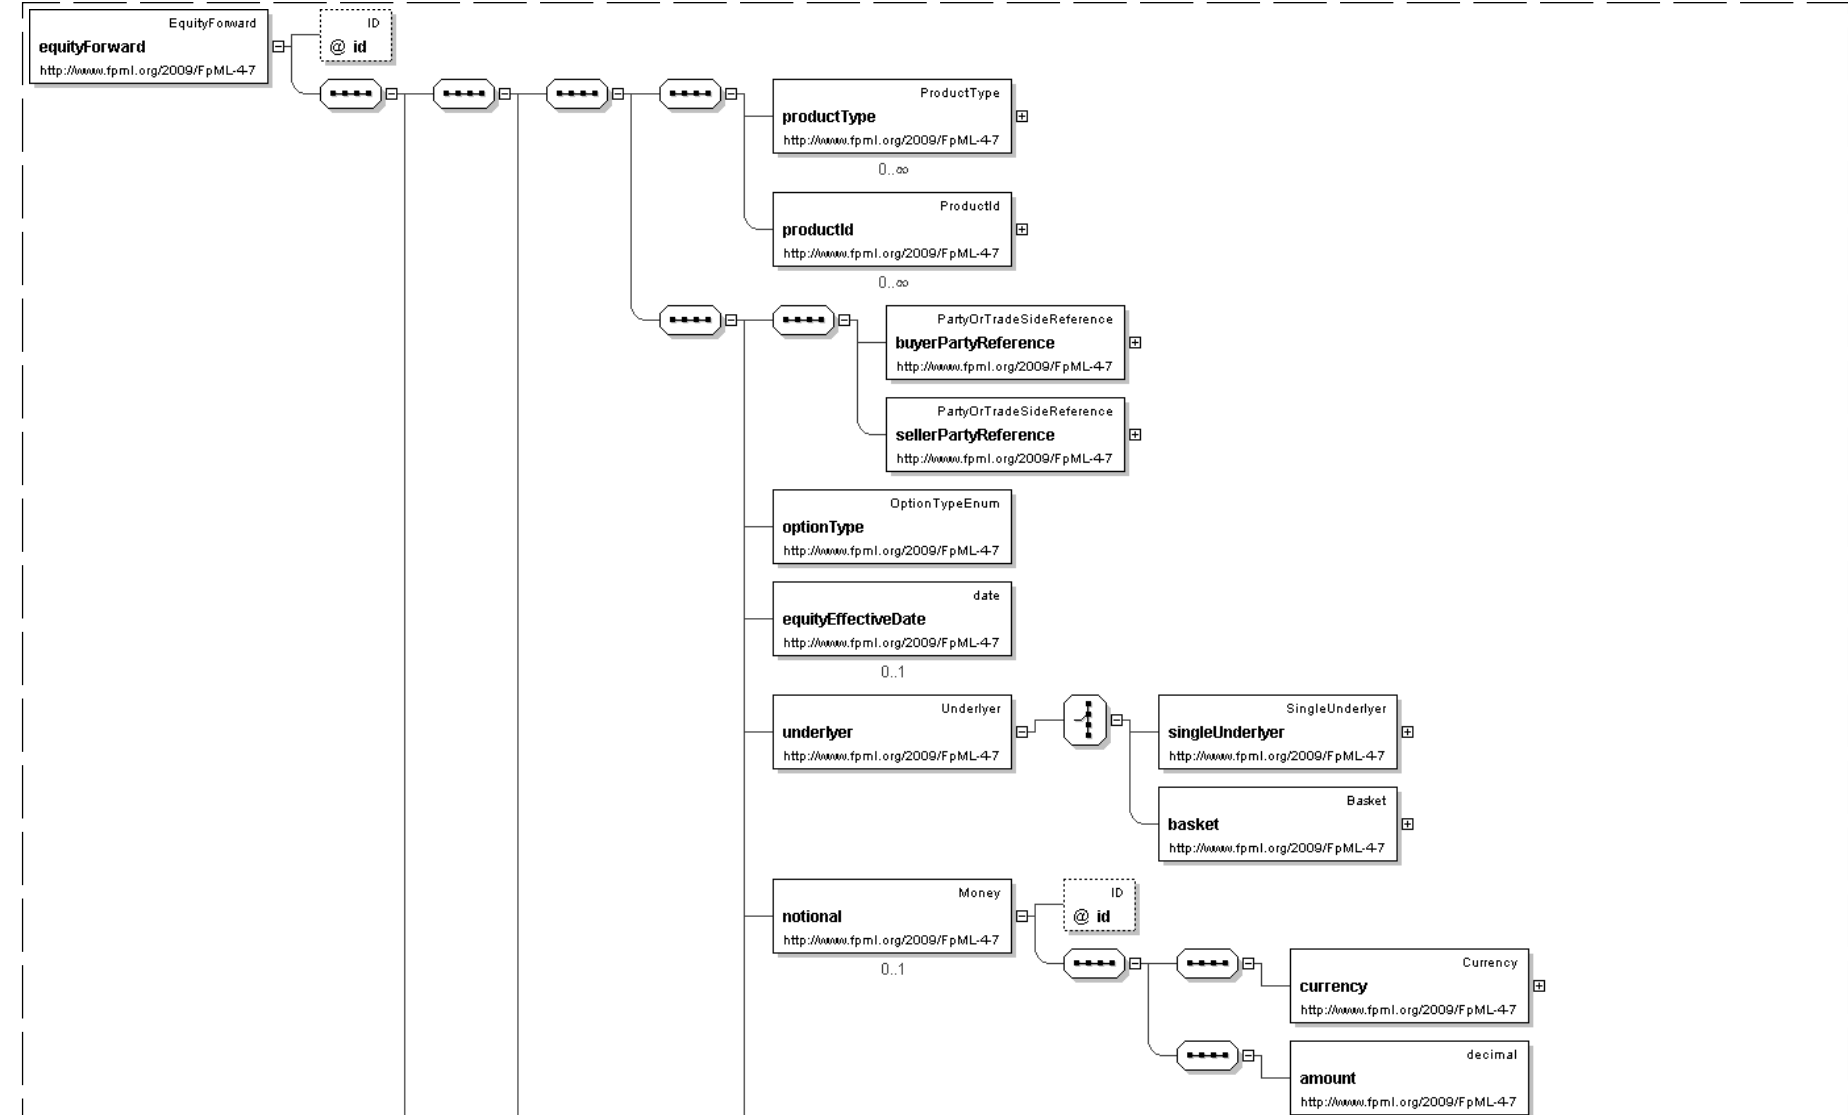 EquityForward
equityForward
http://www.fpml.org/2009/FpML-4-7
ID
@ id
ProductType
productType
http://www.fpml.org/2009/FpML-4-7
0..∞
ProductId
productId
http://www.fpml.org/2009/FpML-4-7
0..∞
PartyOrTradeSideReference
buyerPartyReference
http://www.fpml.org/2009/FpML-4-7
PartyOrTradeSideReference
sellerPartyReference
http://www.fpml.org/2009/FpML-4-7
OptionTypeEnum
optionType
http://www.fpml.org/2009/FpML-4-7
date
equityEffectiveDate
http://www.fpml.org/2009/FpML-4-7
0..1
Underlyer
underlyer
http://www.fpml.org/2009/FpML-4-7
SingleUnderlyer
singleUnderlyer
http://www.fpml.org/2009/FpML-4-7
Basket
basket
http://www.fpml.org/2009/FpML-4-7
Money
notional
http://www.fpml.org/2009/FpML-4-7
0..1
ID
@ id
Currency
currency
http://www.fpml.org/2009/FpML-4-7
decimal
amount
http://www.fpml.org/2009/FpML-4-7